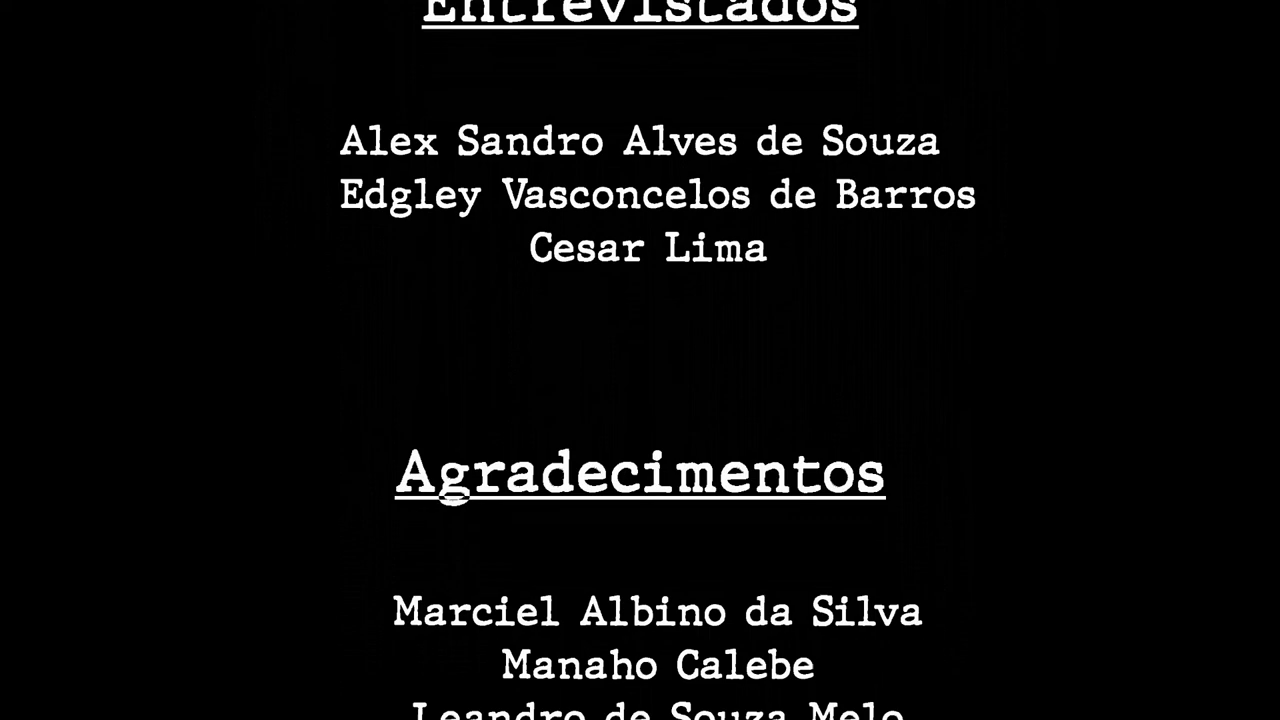 Entrevistados
Alex Sandro Alves de Souza
Edgley Vasconcelos de Barros
Cesar Lima
Agradecimentos
Marciel Albino da Silva
Manaho Calebe
Leandro de Souza Melo